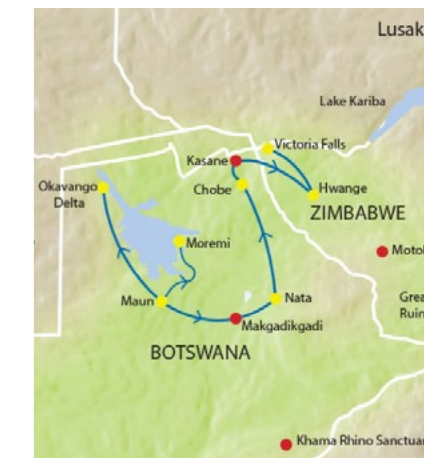 Lusak
Lake Kariba
Victoria Falls
Kasane
Okavango
Delta
Chobe
Hwange
ZIMBABWE
Moremi
Moto
Maun
Nata
Grea
Ruin
Makgadikgadi
BOTSWANA
Khama Rhino Sanctua